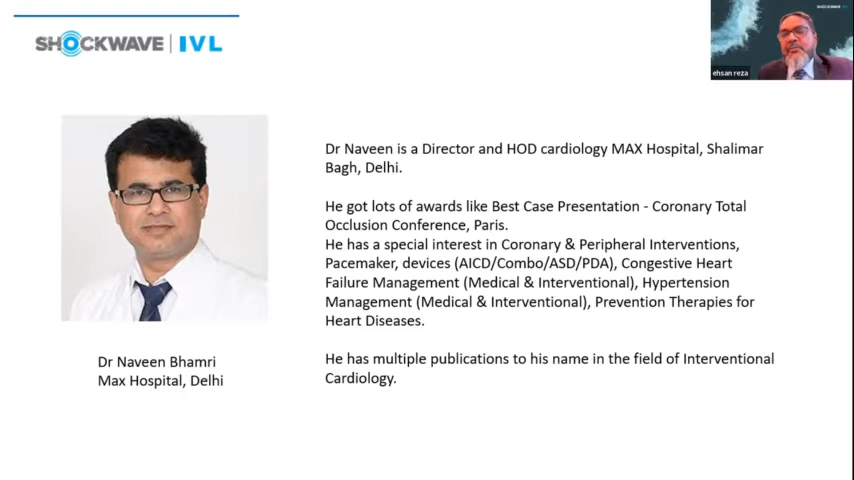 SHOCKWAVE | IVL
SHOCKWAVE IVL
ehsan reza
Dr Naveen is a Director and HOD cardiology MAX Hospital, Shalimar
Bagh, Delhi.
He got lots of awards like Best Case Presentation - Coronary Total
Occlusion Conference, Paris.
He has a special interest in Coronary & Peripheral Interventions,
Pacemaker, devices (AICD/Combo/ASD/PDA), Congestive Heart
Failure Management (Medical & Interventional), Hypertension
Management (Medical & Interventional), Prevention Therapies for
Heart Diseases.
He has multiple publications to his name in the field of Interventional
Cardiology.
Dr Naveen Bhamri
Max Hospital, Delhi